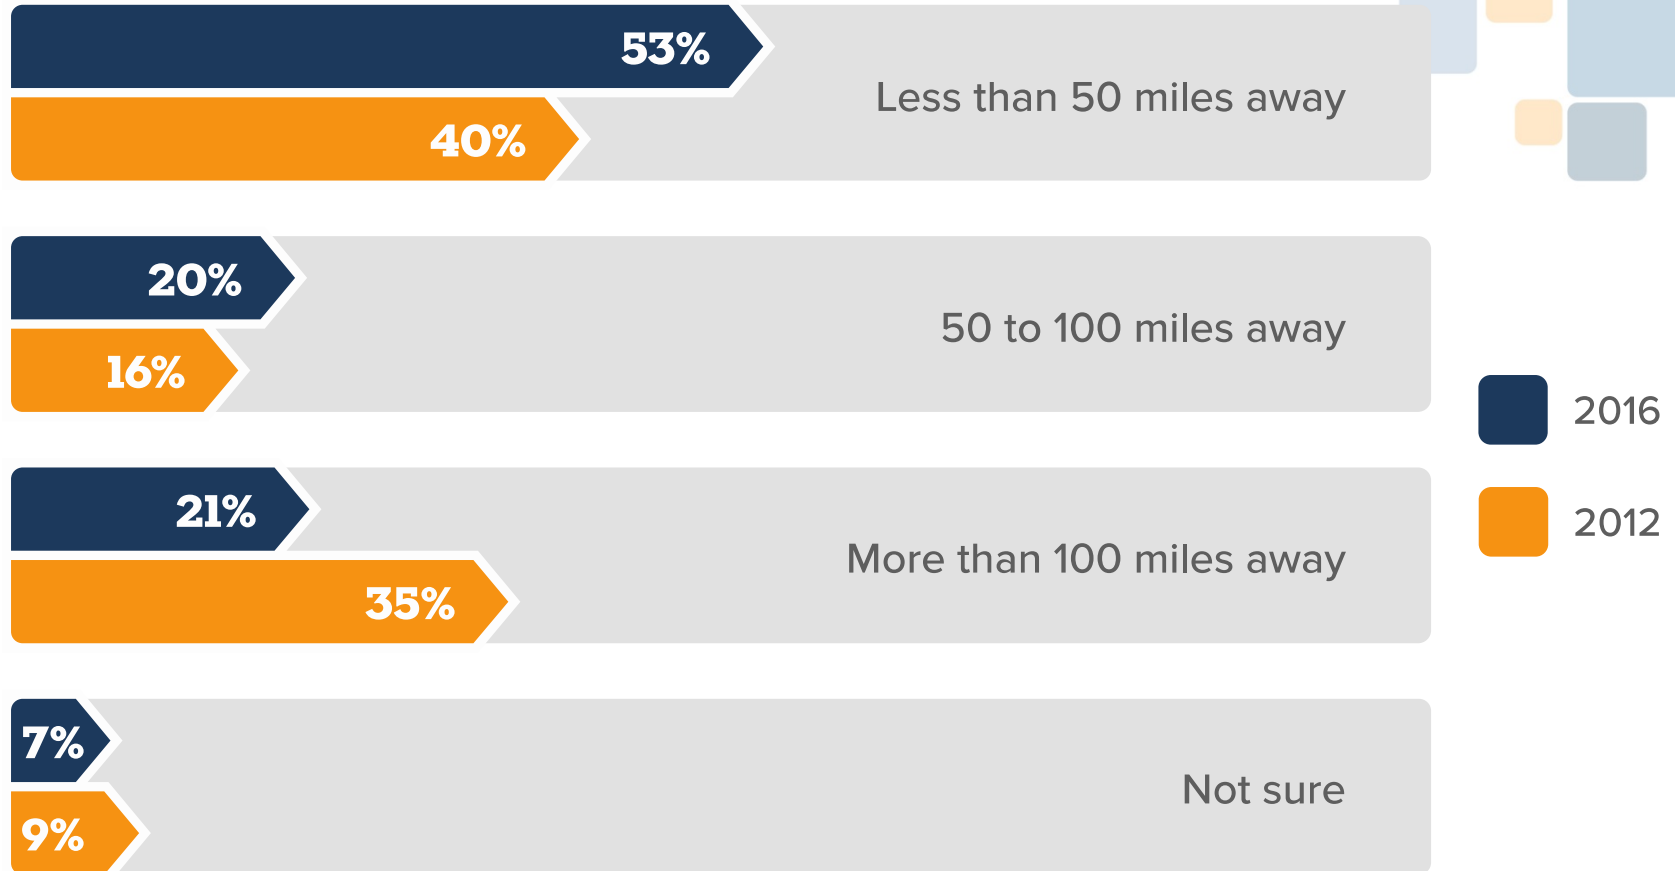 53%
40%
Less than 50 miles away
20%
16%
50 to 100 miles away
21%
35%
More than 100 miles away
7%
9%
Not sure
2016
2012